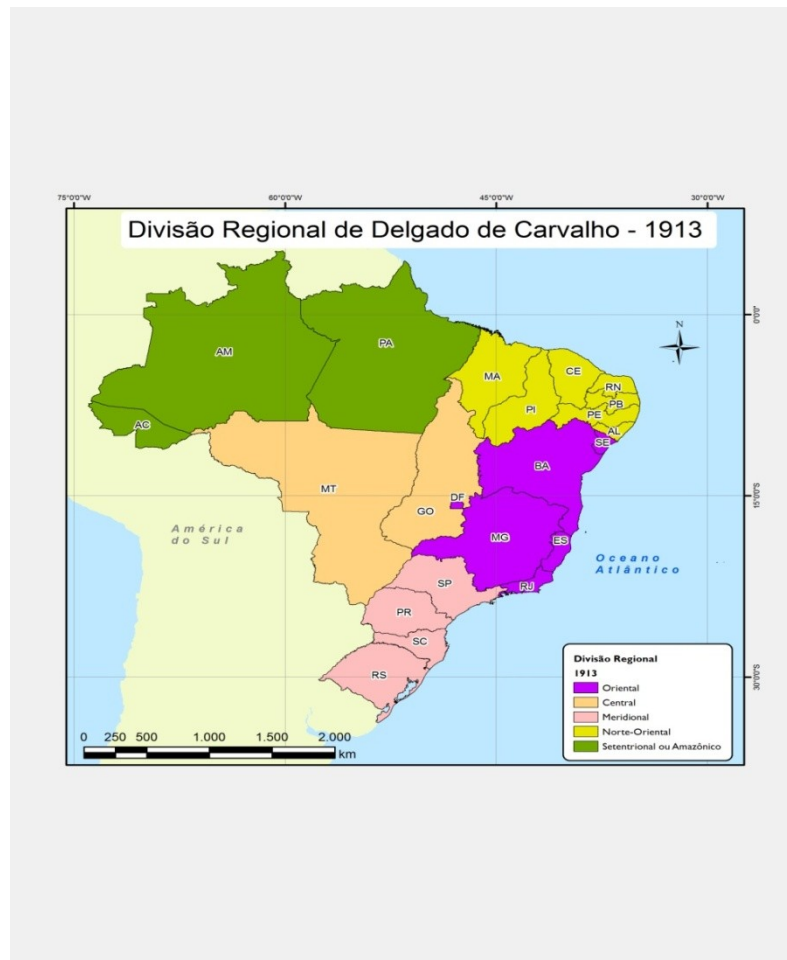 75°0'0"W 60°0'0"W 45°0'0"W 30°0'0"W
Divisão Regional de Delgado de Carvalho - 1913
0°0'0"
N
AM
PA
MA
CE
RN
PB
PI
PE
AL
SE
AC
BA
MT
DF
15°0'0"S
GO
América
do Sul
MG
ES
Oceano
Atlântico
SP
RJ
PR
SC
RS
30°0'0"S
Divisão Regional
1913
Oriental
Central
Meridional
Norte-Oriental
Setentrional ou Amazônico
0 250 500 1.000 1.500 2.000
km